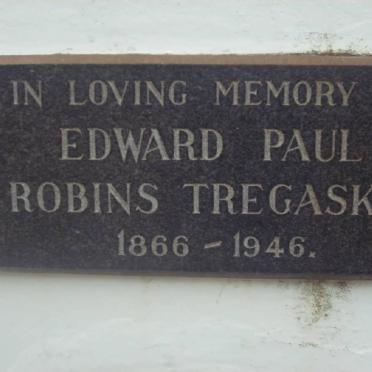 IN LOVING MEMORY
EDWARD PAUL
ROBINS TREGASK
1866 - 1946.